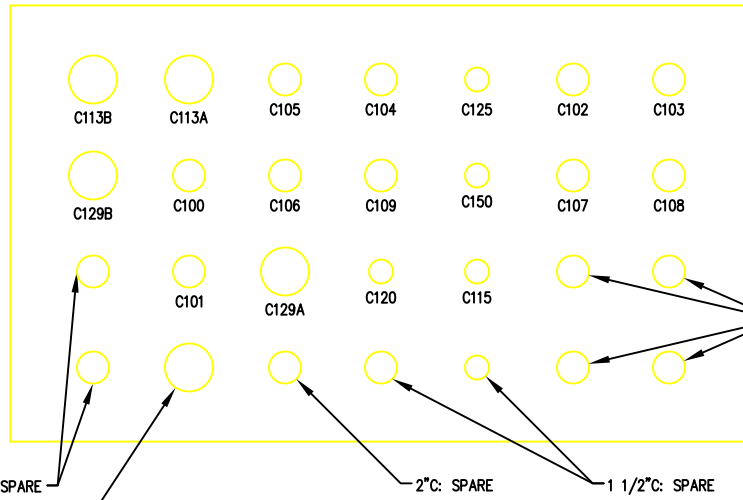 C113B C113A C105 C104 C125 C102 C103
C129B C100 C106 C109 C150 C107 C108
C101 C129A C120 C115
SPARE 2"C: SPARE 1 1/2"C: SPARE